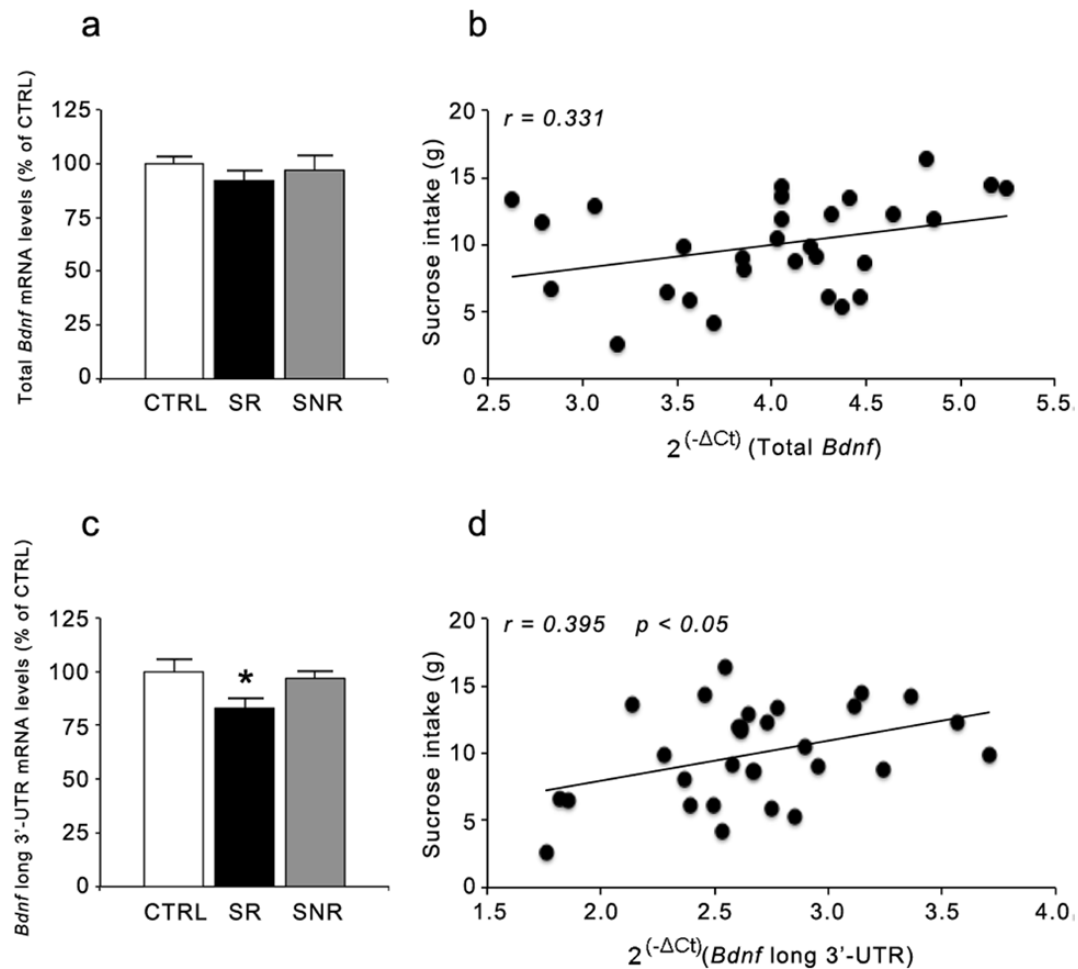 a
Total Bdnf mRNA levels (% of CTRL)
125
100
75
50
25
0
CTRL SR SNR
b
Sucrose intake (g)
20
15
10
5
0
r = 0.331
2.5 3.0 3.5 4.0 4.5 5.0 5.5.
2(-ΔCt) (Total Bdnf)
c
Bdnf long 3'-UTR mRNA levels (% of CTRL)
125
100
75
50
25
0
*
CTRL SR SNR
d
Sucrose intake (g)
20
15
10
5
0
r = 0.395 p < 0.05
1.5 2.0 2.5 3.0 3.5 4.0
2(-ΔCt)(Bdnf long 3'-UTR)